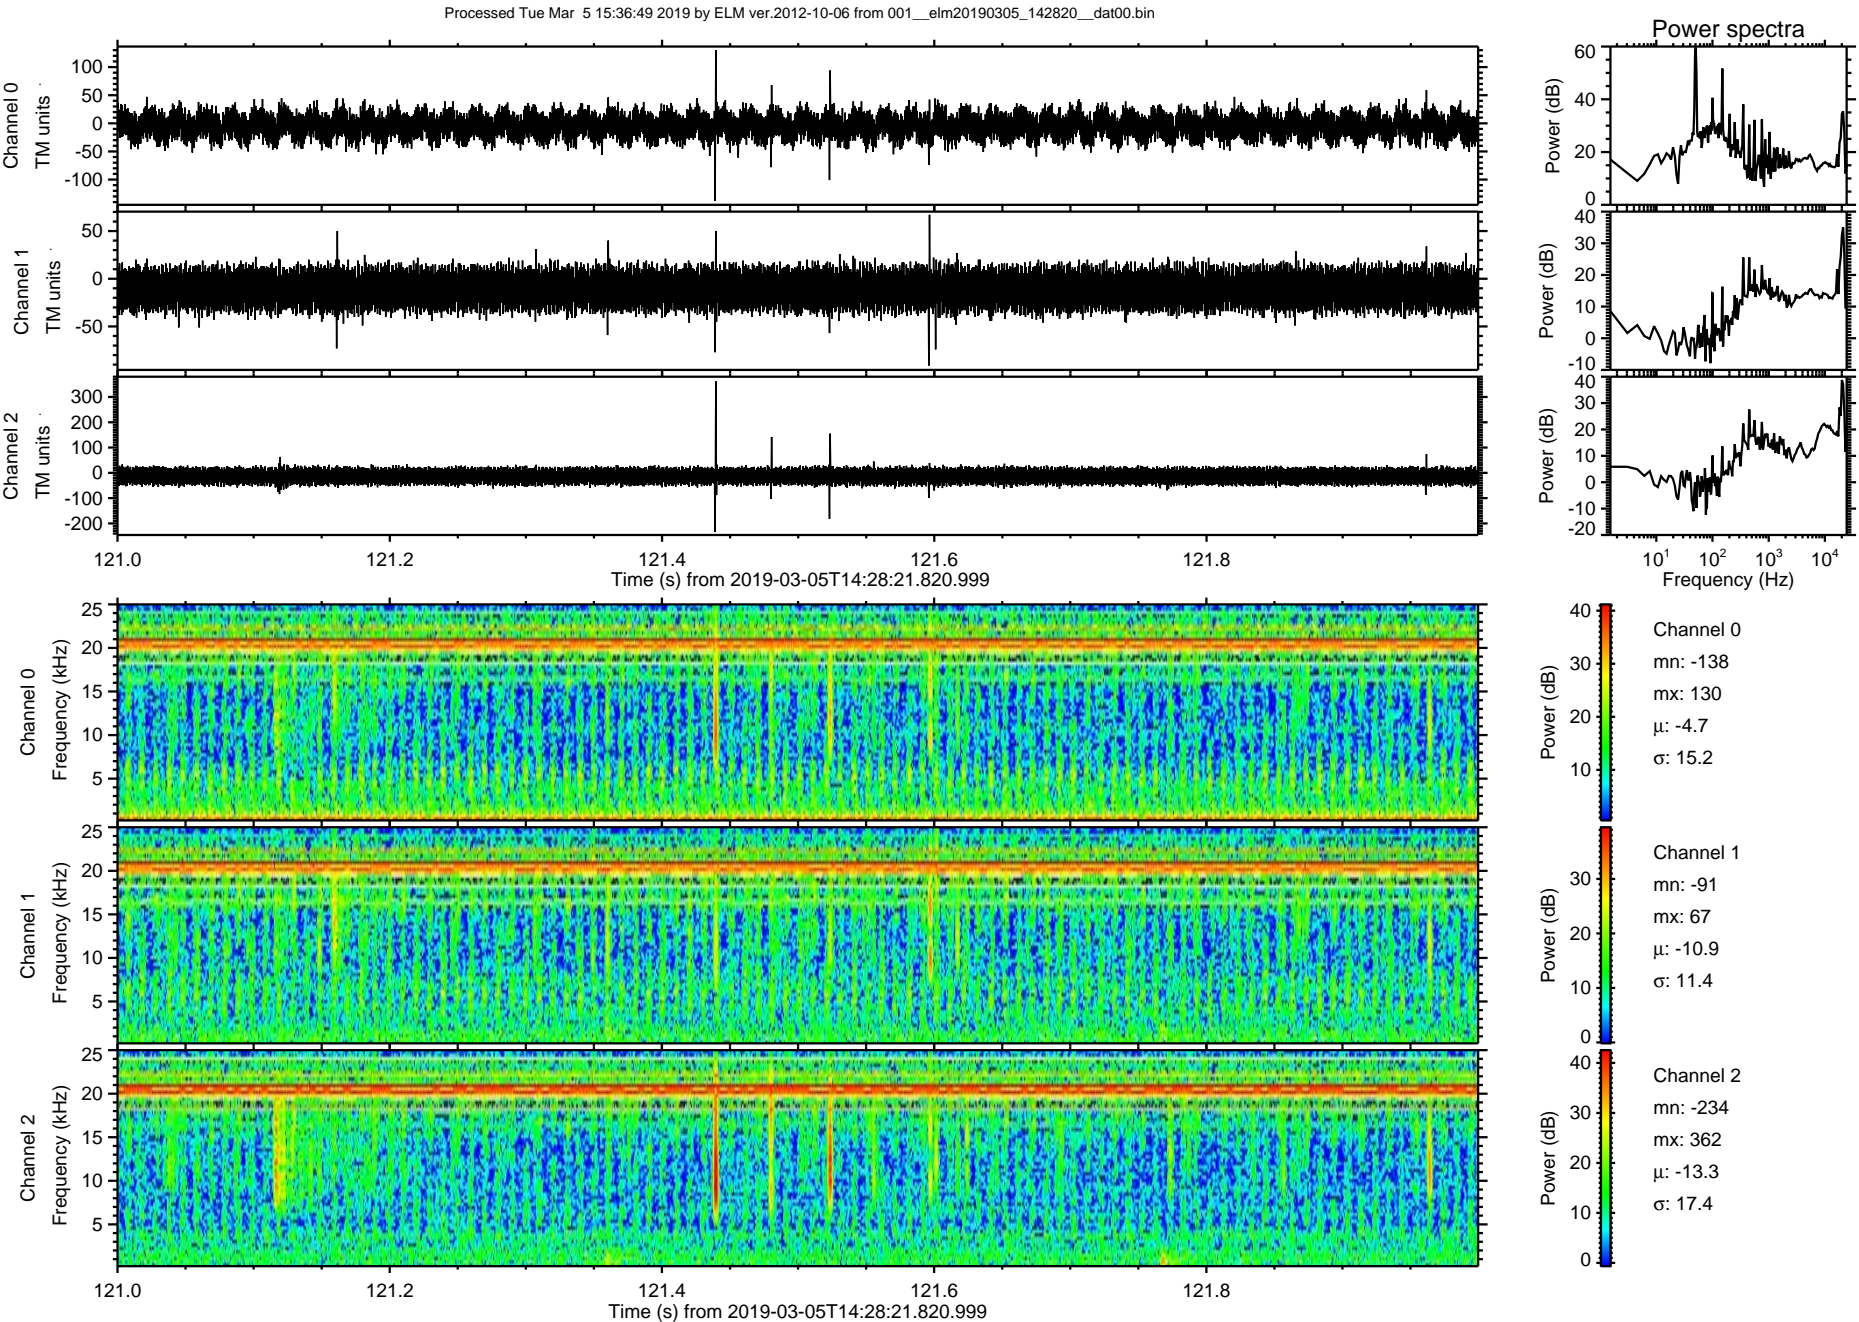 Processed Tue Mar  5 15:36:49 2019 by ELM ver.2012-10-06 from 001__elm20190305_142820__dat00.bin
Power spectra
Channel 0
TM units
100
50
0
-50
-100
Power (dB)
60
40
20
0
Channel 1
TM units
50
0
-50
Power (dB)
40
30
20
10
0
-10
Channel 2
TM units
300
200
100
0
-100
-200
Power (dB)
40
30
20
10
0
-10
-20
121.0 121.2 121.4 121.6 121.8
Time (s) from 2019-03-05T14:28:21.820.999
10¹ 10² 10³ 10⁴
Frequency (Hz)
Channel 0
Frequency (kHz)
25
20
15
10
5
Power (dB)
40
30
20
10
Channel 0
mn: -138
mx: 130
μ: -4.7
σ: 15.2
Channel 1
Frequency (kHz)
25
20
15
10
5
Power (dB)
30
20
10
0
Channel 1
mn: -91
mx: 67
μ: -10.9
σ: 11.4
Channel 2
Frequency (kHz)
25
20
15
10
5
Power (dB)
40
30
20
10
0
Channel 2
mn: -234
mx: 362
μ: -13.3
σ: 17.4
121.0 121.2 121.4 121.6 121.8
Time (s) from 2019-03-05T14:28:21.820.999